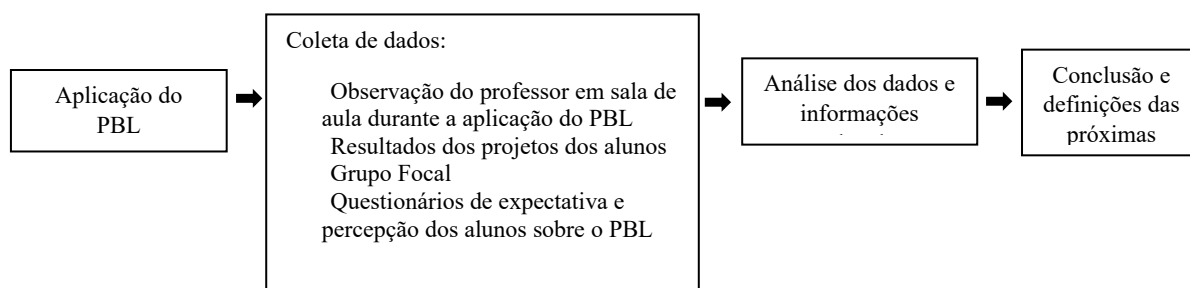 Aplicação do
PBL
Coleta de dados:
Observação do professor em sala de
aula durante a aplicação do PBL
Resultados dos projetos dos alunos
Grupo Focal
Questionários de expectativa e
percepção dos alunos sobre o PBL
Análise dos dados e
informações
Conclusão e
definições das
próximas